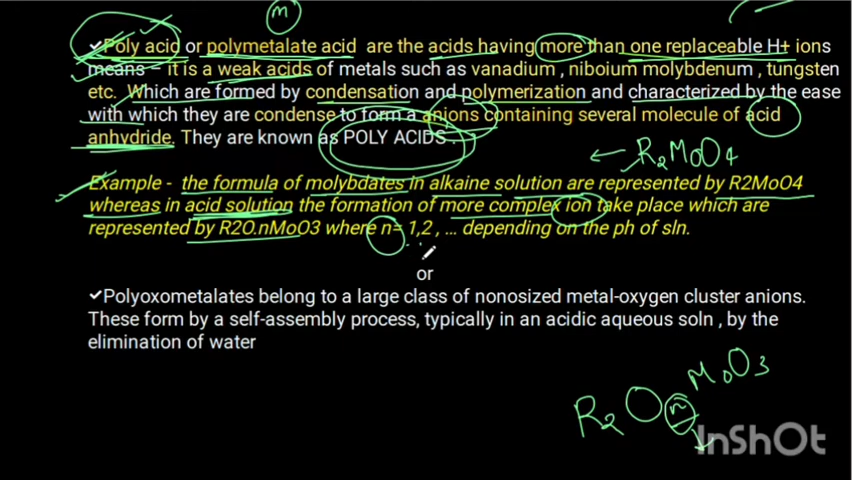 m
✓Poly acid or polymetalate acid are the acids having more than one replaceable H+ ions
means - it is a weak acids of metals such as vanadium , niboium molybdenum , tungsten
etc. Which are formed by condensation and polymerization and characterized by the ease
with which they are condense to form a anions containing several molecule of acid
anhydride. They are known as POLY ACIDS .
← R2MoO4
Example - the formula of molybdates in alkaine solution are represented by R2MoO4
whereas in acid solution the formation of more complex ion take place which are
represented by R2O.nMoO3 where n= 1,2 , ... depending on the ph of sln.
or
✓Polyoxometalates belong to a large class of nonosized metal-oxygen cluster anions.
These form by a self-assembly process, typically in an acidic aqueous soln , by the
elimination of water
R2O n MoO3
InShOt